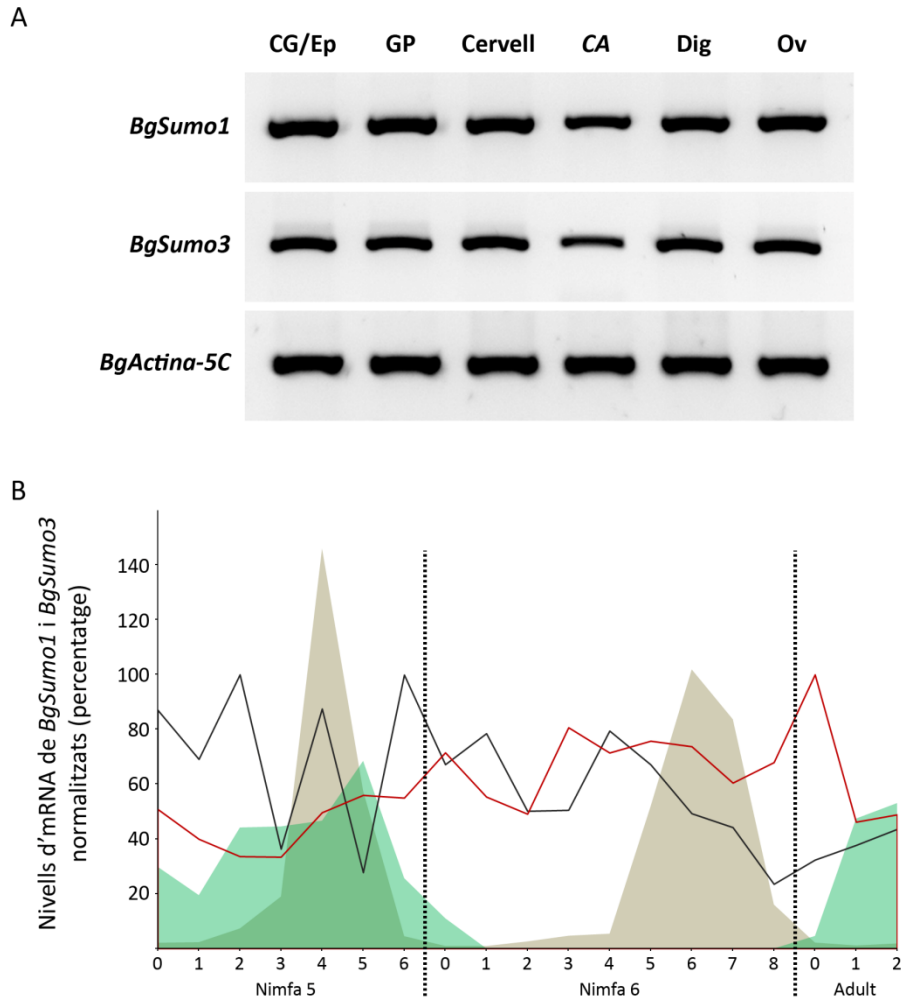 A
CG/Ep GP Cervell CA Dig Ov
BgSumo1
BgSumo3
BgActina-5C
B
Nivells d'mRNA de BgSumo1 i BgSumo3
normalitzats (percentatge)
140
120
100
80
60
40
20
0 1 2 3 4 5 6 0 1 2 3 4 5 6 7 8 0 1 2
Nimfa 5 Nimfa 6 Adult